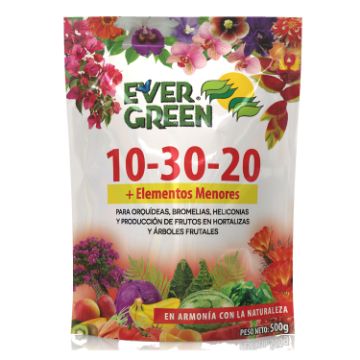 EVER
GREEN®
10-30-20
+ Elementos Menores
PARA ORQUÍDEAS, BROMELIAS, HELICONIAS
Y PRODUCCIÓN DE FRUTOS EN HORTALIZAS
Y ÁRBOLES FRUTALES
EN ARMONÍA CON LA NATURALEZA
PESO NETO: 500g